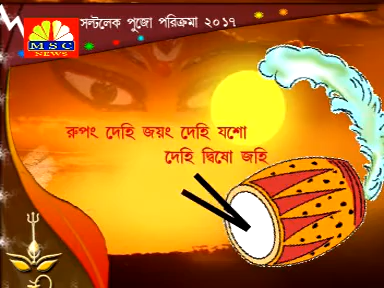 সল্টলেক পুজো পরিক্রমা ২০১৭
MSC
NEWS
রুপং দেহি জয়ং দেহি যশো
দেহি দ্বিষো জহি